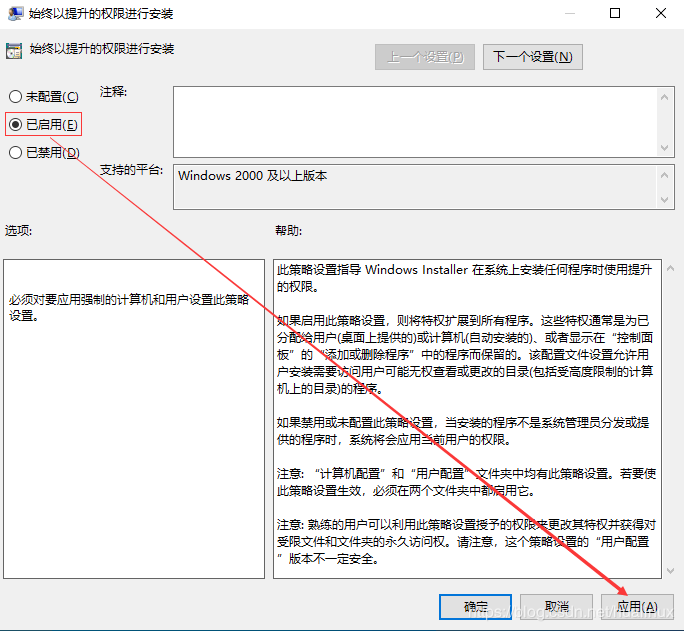 始终以提升的权限进行安装
始终以提升的权限进行安装
上一个设置(P)
下一个设置(N)
未配置(C)
注释:
已启用(E)
已禁用(D)
支持的平台:
Windows 2000 及以上版本
选项:
帮助:
必须对要应用强制的计算机和用户设置此策略
设置。
此策略设置指导 Windows Installer 在系统上安装任何程序时使用提升
的权限。
如果启用此策略设置，则将特权扩展到所有程序。这些特权通常是为已
分配给用户(桌面上提供的)或计算机(自动安装的)、或者显示在“控制面
板”的“添加或删除程序”中的程序而保留的。该配置文件设置允许用
户安装需要访问用户可能无权查看或更改的目录(包括受高度限制的计算
机上的目录)的程序。
如果禁用或未配置此策略设置，当安装的程序不是系统管理员分发或提
供的程序时，系统将会应用当前用户的权限。
注意: “计算机配置”和“用户配置”文件夹中均有此策略设置。若要使
此策略设置生效，必须在两个文件夹中都启用它。
注意: 熟练的用户可以利用此策略设置授予的权限来更改其特权并获得对
受限文件和文件夹的永久访问权。请注意，这个策略设置的“用户配置
”版本不一定安全。
确定
取消
应用(A)